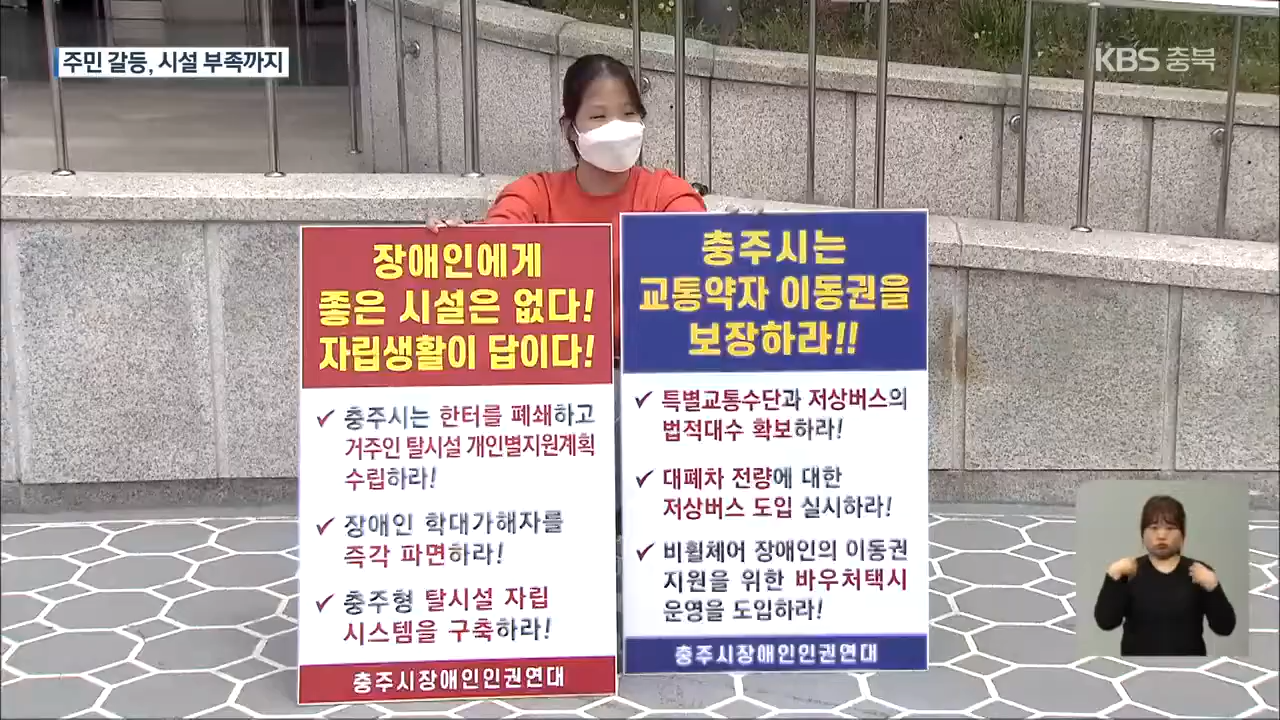 주민 갈등, 시설 부족까지
KBS 충북
장애인에게
좋은 시설은 없다!
자립생활이 답이다!
충주시는 한터를 폐쇄하고
거주인 탈시설 개인별지원계획
수립하라!
장애인 학대가해자를
즉각 파면하라!
충주형 탈시설 자립
시스템을 구축하라!
충주시장애인인권연대
충주시는
교통약자 이동권을
보장하라!!
특별교통수단과 저상버스의
법적대수 확보하라!
대폐차 전량에 대한
저상버스 도입 실시하라!
비휠체어 장애인의 이동권
지원을 위한 바우처택시
운영을 도입하라!
충주시장애인인권연대